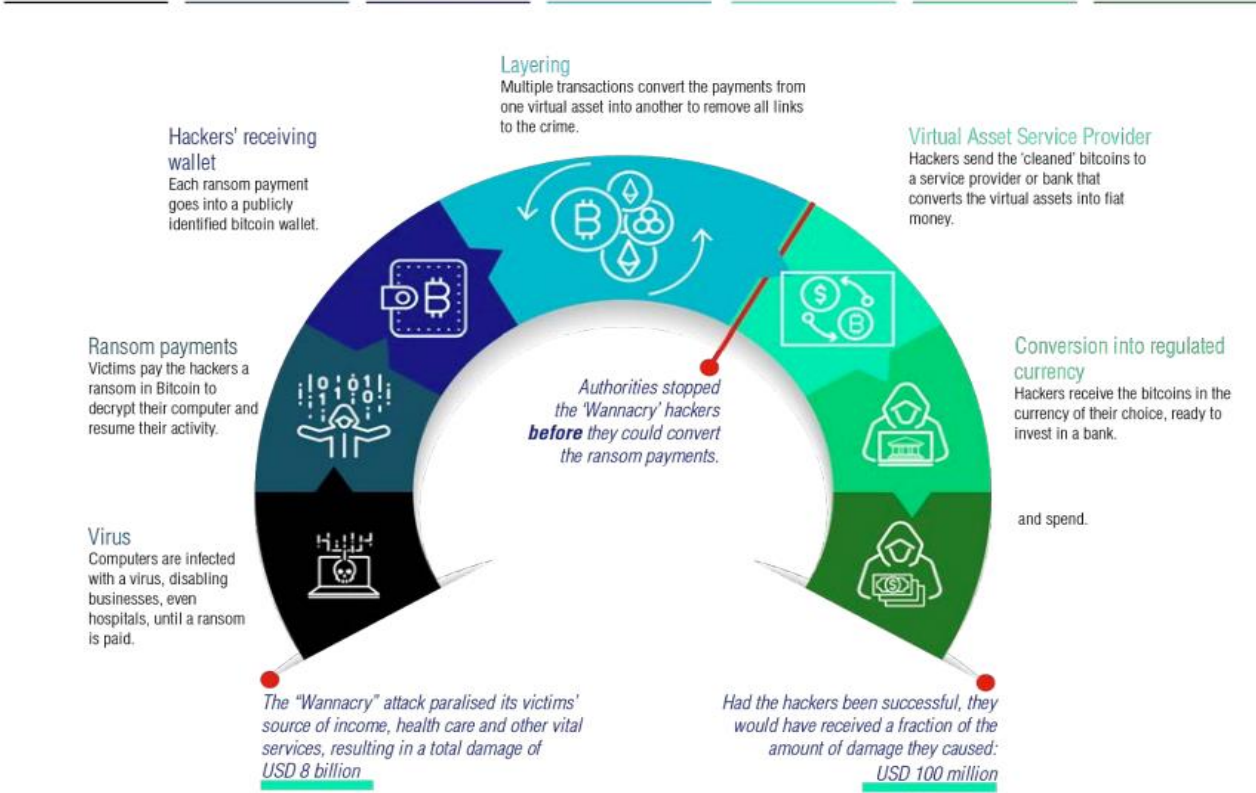 Layering
Multiple transactions convert the payments from
one virtual asset into another to remove all links
to the crime.
Hackers' receiving
wallet
Each ransom payment
goes into a publicly
identified bitcoin wallet.
Virtual Asset Service Provider
Hackers send the 'cleaned' bitcoins to
a service provider or bank that
converts the virtual assets into fiat
money.
Ransom payments
Victims pay the hackers a
ransom in Bitcoin to
decrypt their computer and
resume their activity.
Authorities stopped
the 'Wannacry' hackers
before they could convert
the ransom payments.
Conversion into regulated
currency
Hackers receive the bitcoins in the
currency of their choice, ready to
invest in a bank.
and spend.
Virus
Computers are infected
with a virus, disabling
businesses, even
hospitals, until a ransom
is paid.
The "Wannacry" attack paralised its victims'
source of income, health care and other vital
services, resulting in a total damage of
USD 8 billion
Had the hackers been successful, they
would have received a fraction of the
amount of damage they caused:
USD 100 million